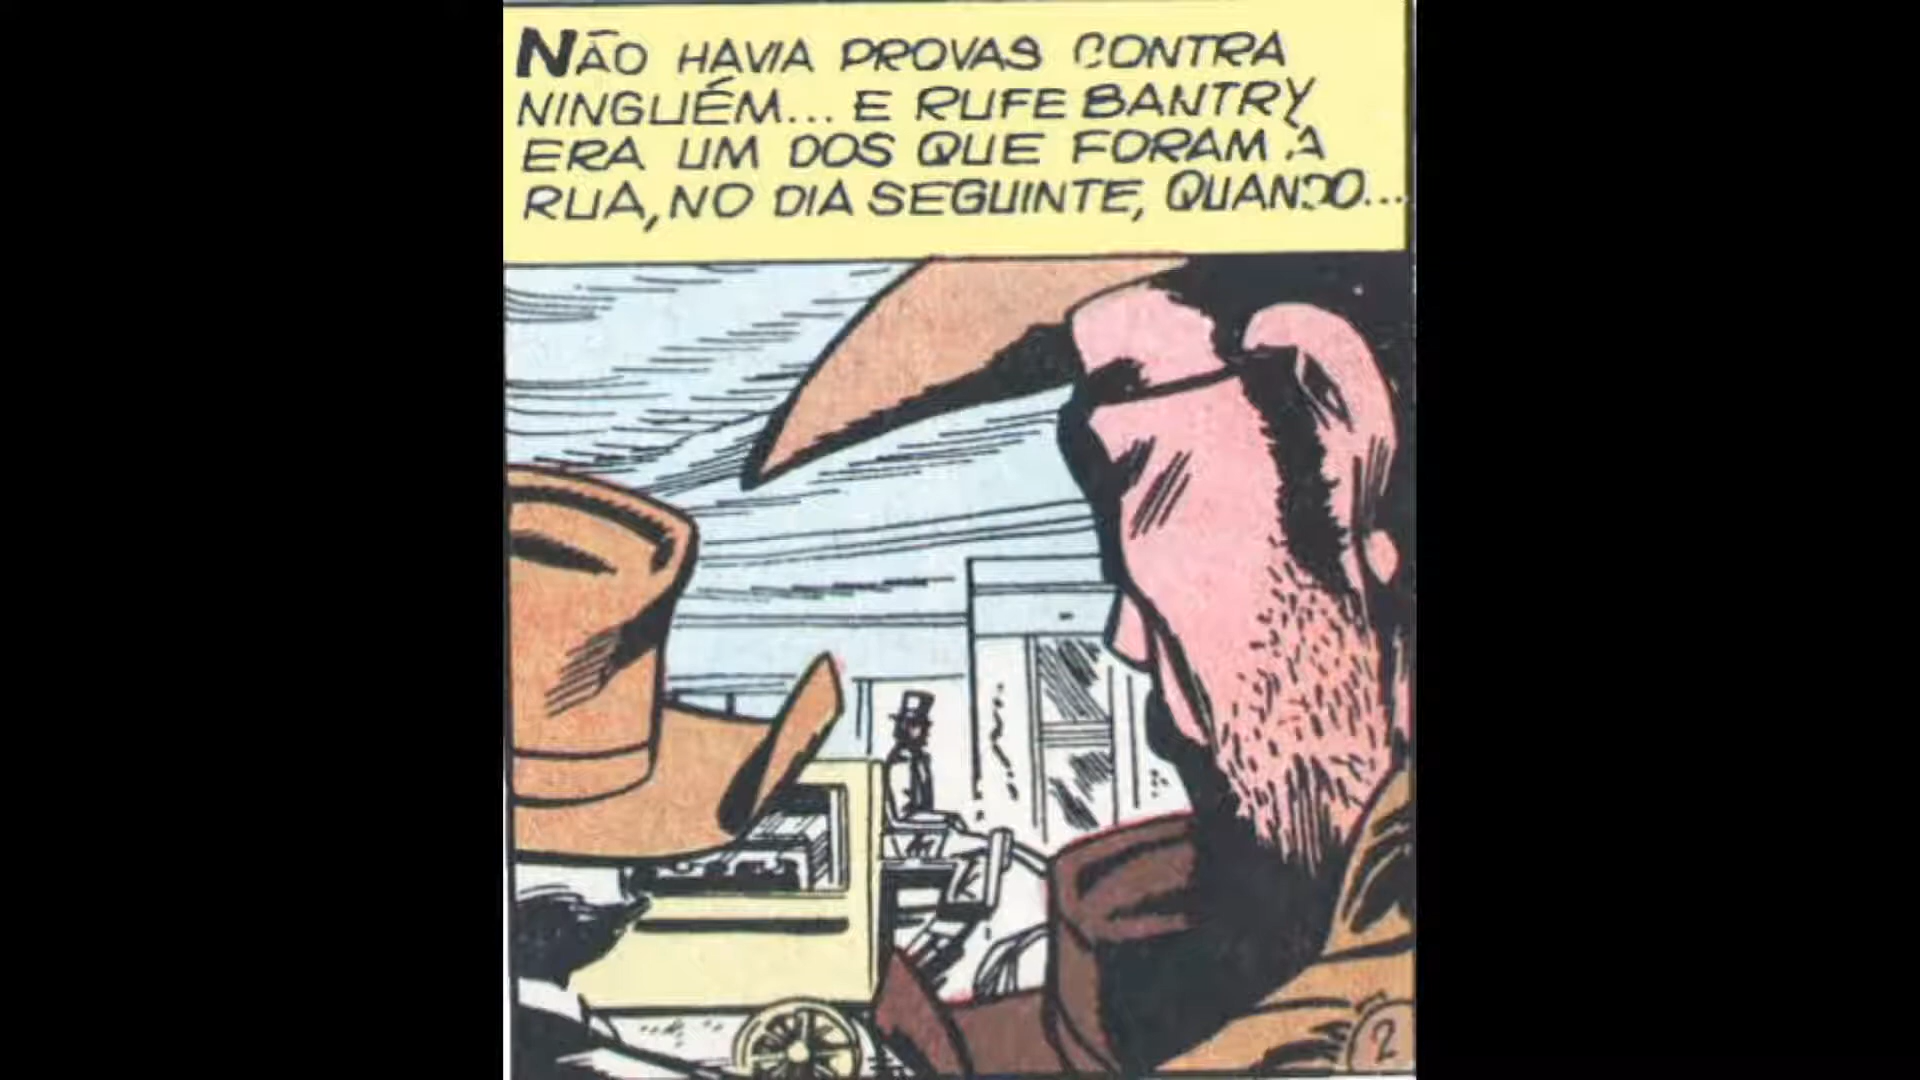 NÃO HAVIA PROVAS CONTRA
NINGUÉM... E RUFE BANTRY
ERA UM DOS QUE FORAM À
RUA, NO DIA SEGUINTE, QUANDO...
2